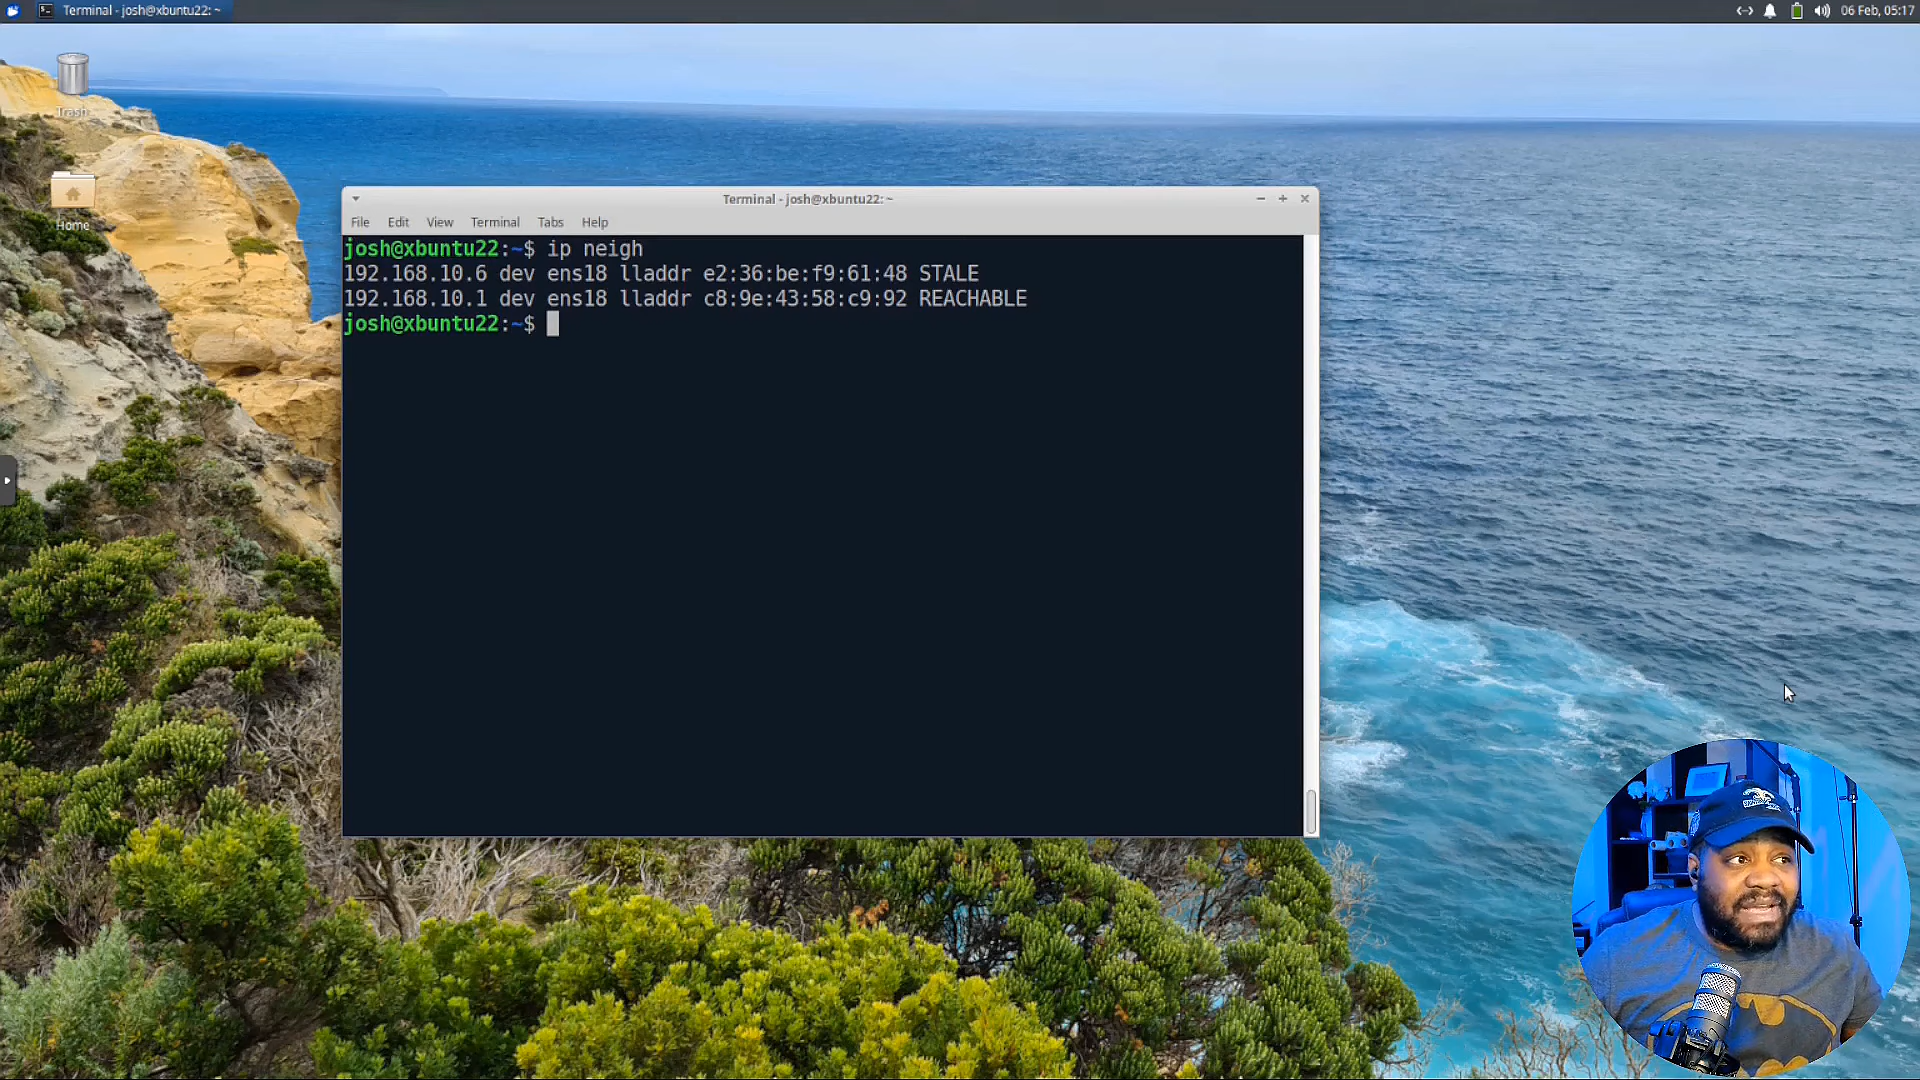 Terminal - josh@xbuntu22: ~
06 Feb, 05:17
Trash
Home
Terminal - josh@xbuntu22: ~
File Edit View Terminal Tabs Help
josh@xbuntu22:~$ ip neigh
192.168.10.6 dev ens18 lladdr e2:36:be:f9:61:48 STALE
192.168.10.1 dev ens18 lladdr c8:9e:43:58:c9:92 REACHABLE
josh@xbuntu22:~$